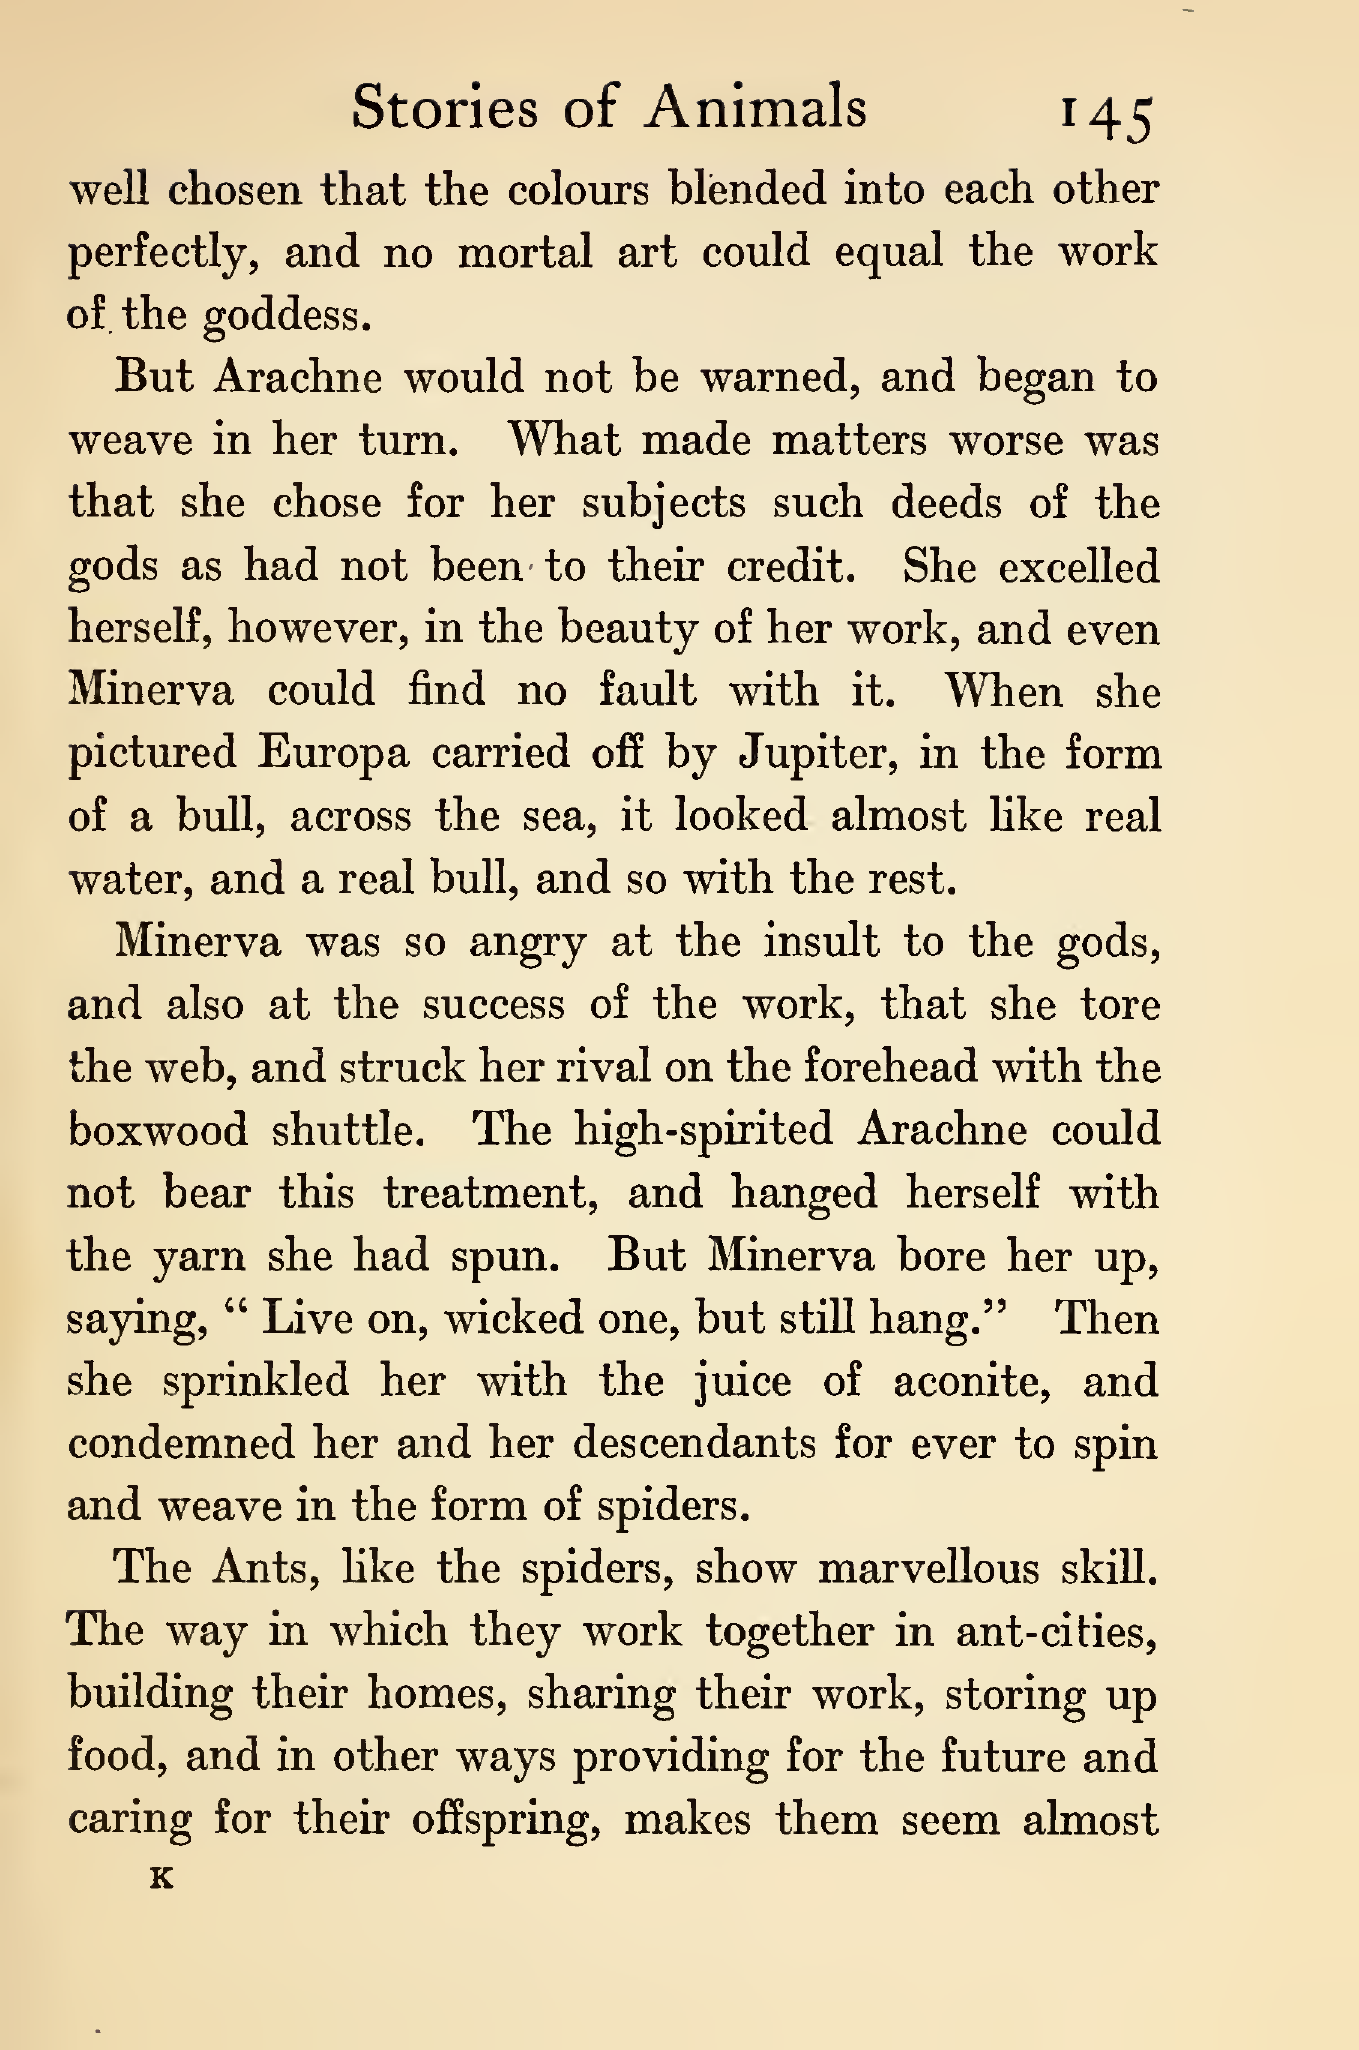 Stories of Animals 145
well chosen that the colours blended into each other
perfectly, and no mortal art could equal the work
of the goddess.
But Arachne would not be warned, and began to
weave in her turn. What made matters worse was
that she chose for her subjects such deeds of the
gods as had not been to their credit. She excelled
herself, however, in the beauty of her work, and even
Minerva could find no fault with it. When she
pictured Europa carried off by Jupiter, in the form
of a bull, across the sea, it looked almost like real
water, and a real bull, and so with the rest.
Minerva was so angry at the insult to the gods,
and also at the success of the work, that she tore
the web, and struck her rival on the forehead with the
boxwood shuttle. The high-spirited Arachne could
not bear this treatment, and hanged herself with
the yarn she had spun. But Minerva bore her up,
saying, “ Live on, wicked one, but still hang.” Then
she sprinkled her with the juice of aconite, and
condemned her and her descendants for ever to spin
and weave in the form of spiders.
The Ants, like the spiders, show marvellous skill.
The way in which they work together in ant-cities,
building their homes, sharing their work, storing up
food, and in other ways providing for the future and
caring for their offspring, makes them seem almost
K